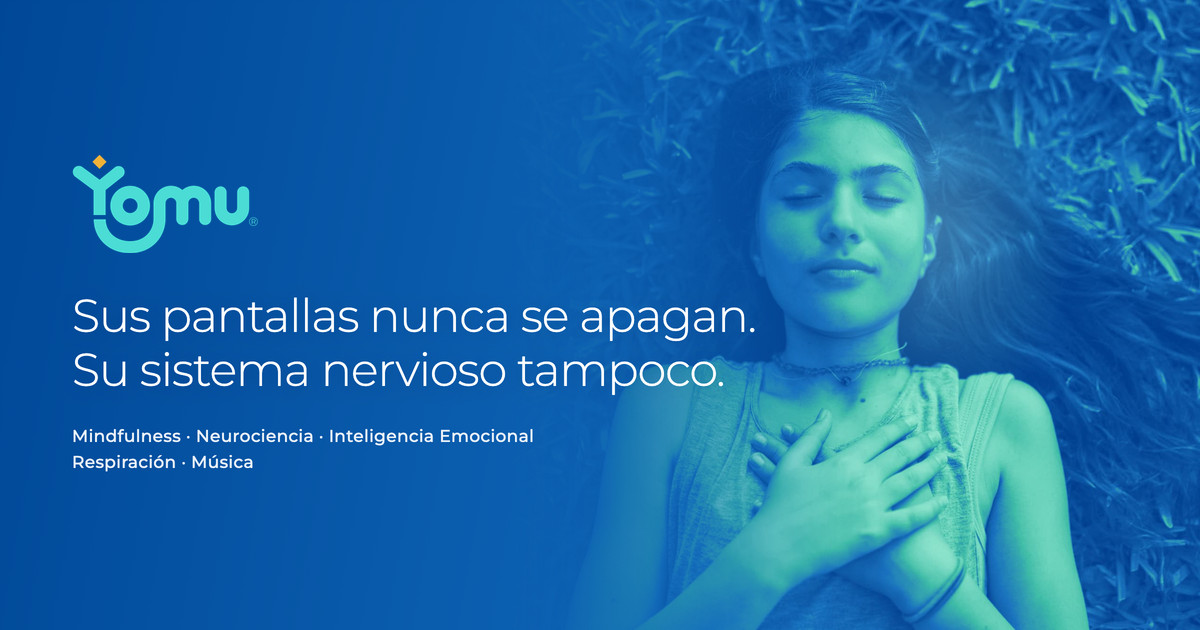 Yomu®
Sus pantallas nunca se apagan.
Su sistema nervioso tampoco.
Mindfulness · Neurociencia · Inteligencia Emocional
Respiración · Música